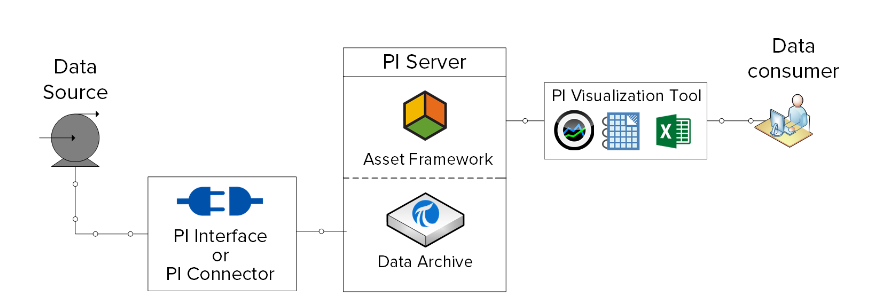 Data
Source
PI Interface
or
PI Connector
PI Server
Asset Framework
Data Archive
PI Visualization Tool
Data
consumer